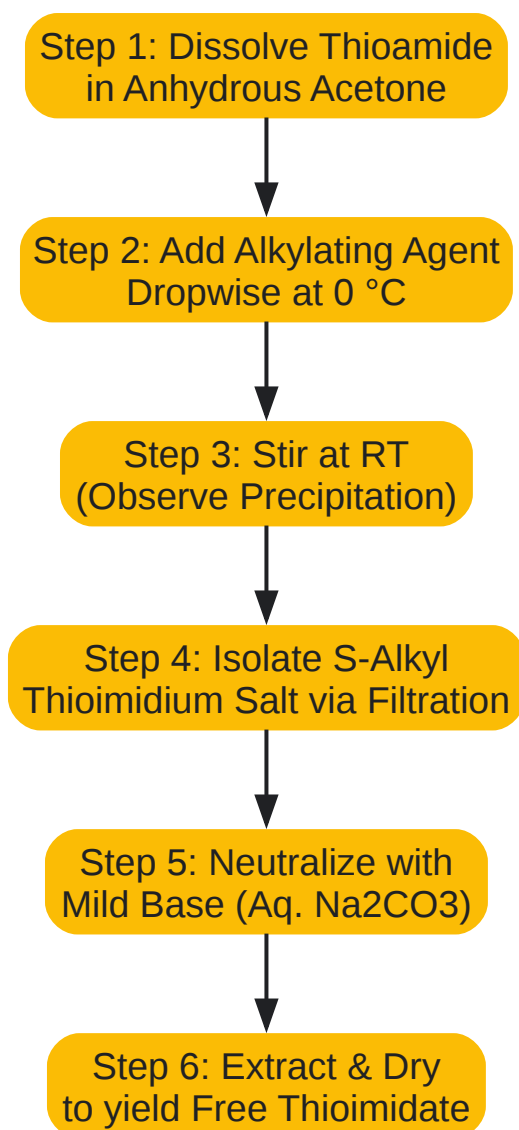 Step 1: Dissolve Thioamide
in Anhydrous Acetone
Step 2: Add Alkylating Agent
Dropwise at 0 °C
Step 3: Stir at RT
(Observe Precipitation)
Step 4: Isolate S-Alkyl
Thioimidium Salt via Filtration
Step 5: Neutralize with
Mild Base (Aq. Na2CO3)
Step 6: Extract & Dry
to yield Free Thioimidate